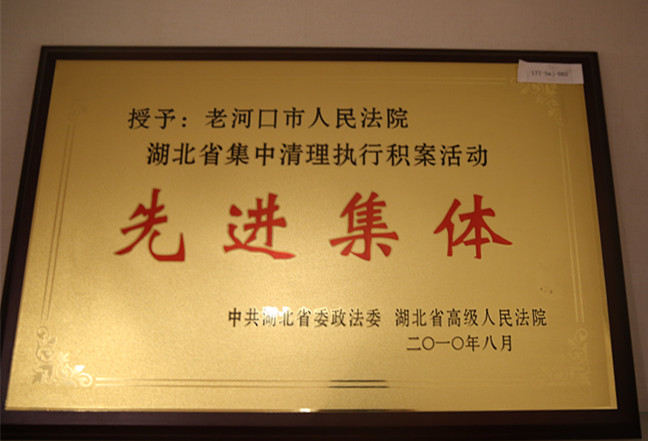 授予：老河口市人民法院
湖北省集中清理执行积案活动
先进集体
中共湖北省委政法委 湖北省高级人民法院
二〇一〇年八月